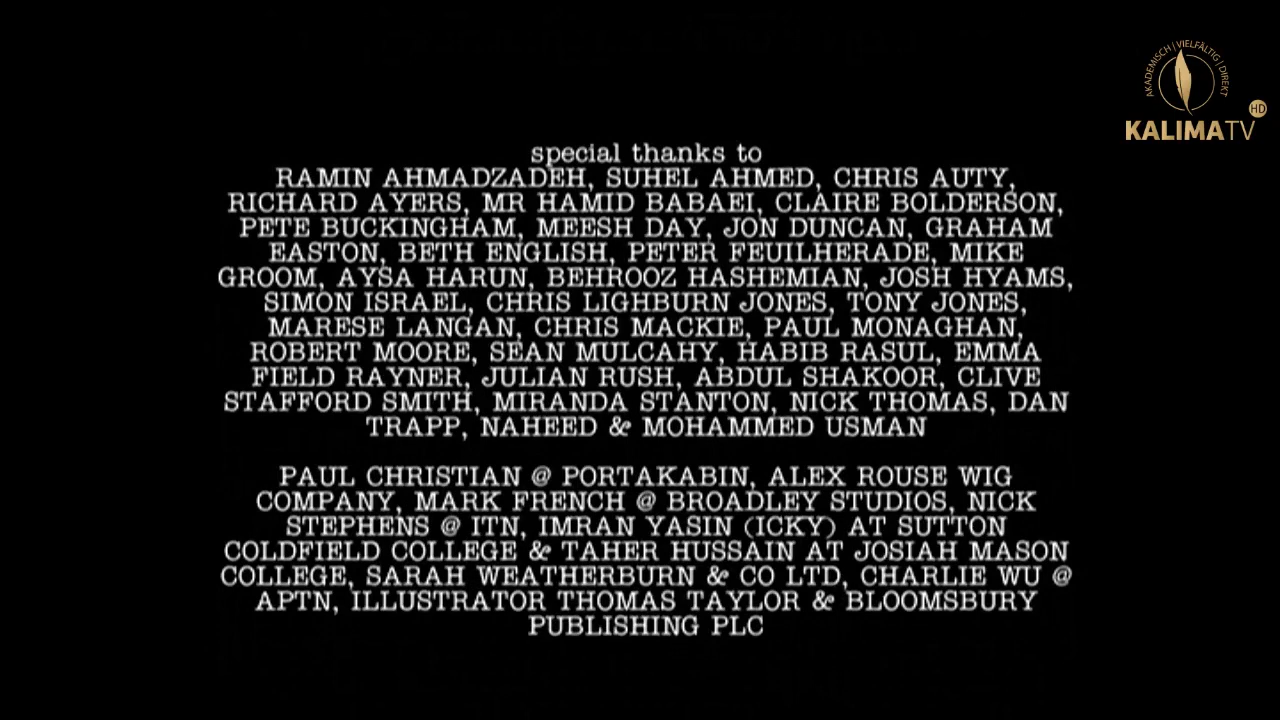 AKADEMISCH | VIELFÄLTIG | DIREKT
KALIMATV HD
special thanks to
RAMIN AHMADZADEH, SUHEL AHMED, CHRIS AUTY,
RICHARD AYERS, MR HAMID BABAEI, CLAIRE BOLDERSON,
PETE BUCKINGHAM, MEESH DAY, JON DUNCAN, GRAHAM
EASTON, BETH ENGLISH, PETER FEUILHERADE, MIKE
GROOM, AYSA HARUN, BEHROOZ HASHEMIAN, JOSH HYAMS,
SIMON ISRAEL, CHRIS LIGHBURN JONES, TONY JONES,
MARESE LANGAN, CHRIS MACKIE, PAUL MONAGHAN,
ROBERT MOORE, SEAN MULCAHY, HABIB RASUL, EMMA
FIELD RAYNER, JULIAN RUSH, ABDUL SHAKOOR, CLIVE
STAFFORD SMITH, MIRANDA STANTON, NICK THOMAS, DAN
TRAPP, NAHEED & MOHAMMED USMAN
PAUL CHRISTIAN @ PORTAKABIN, ALEX ROUSE WIG
COMPANY, MARK FRENCH @ BROADLEY STUDIOS, NICK
STEPHENS @ ITN, IMRAN YASIN (ICKY) AT SUTTON
COLDFIELD COLLEGE & TAHER HUSSAIN AT JOSIAH MASON
COLLEGE, SARAH WEATHERBURN & CO LTD, CHARLIE WU @
APTN, ILLUSTRATOR THOMAS TAYLOR & BLOOMSBURY
PUBLISHING PLC